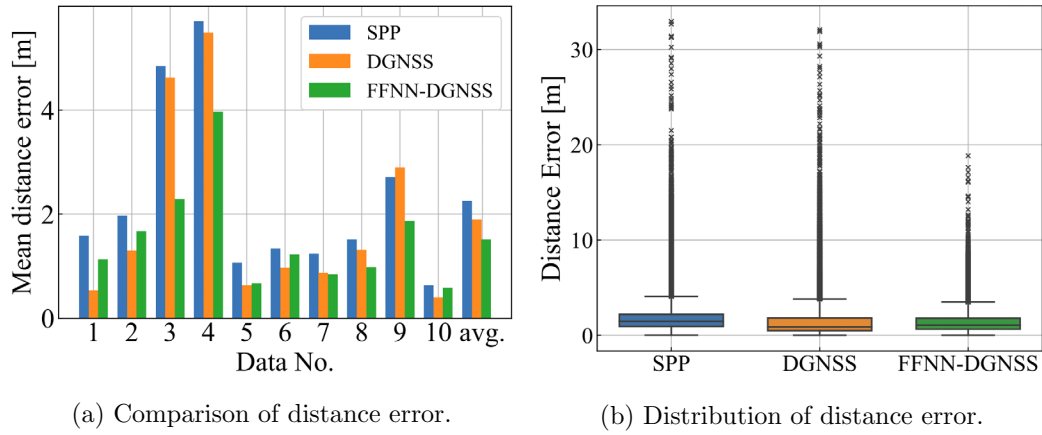 Mean distance error [m]
4
2
0
SPP
DGNSS
FFNN-DGNSS
1 2 3 4 5 6 7 8 9 10 avg.
Data No.
(a) Comparison of distance error.
Distance Error [m]
30
20
10
0
SPP DGNSS FFNN-DGNSS
(b) Distribution of distance error.